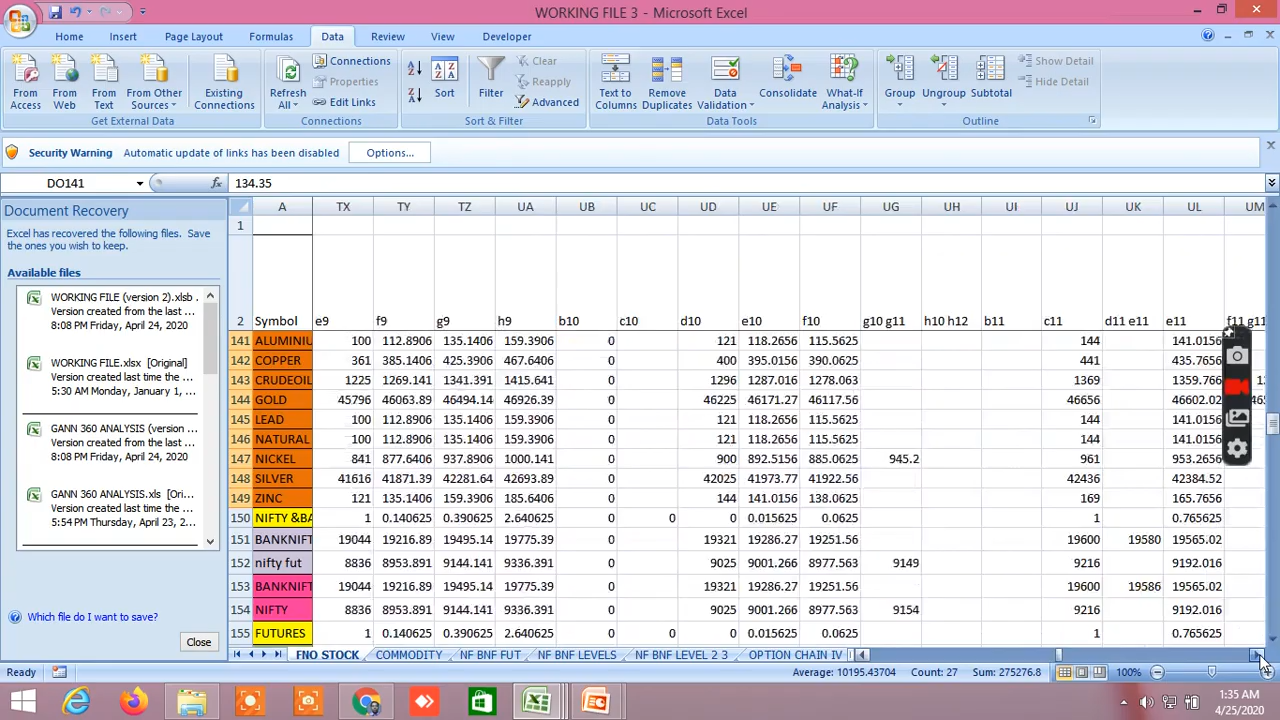 WORKING FILE 3 - Microsoft Excel
Home Insert Page Layout Formulas Data Review View Developer
From Access From Web From Text From Other Sources Existing Connections Refresh All Connections Properties Edit Links Sort Filter Clear Reapply Advanced Text to Columns Remove Duplicates Data Validation Consolidate What-If Analysis Group Ungroup Subtotal Show Detail Hide Detail
Get External Data Connections Sort & Filter Data Tools Outline
Security Warning Automatic update of links has been disabled Options...
DO141 fx 134.35
Document Recovery
Excel has recovered the following files. Save
the ones you wish to keep.
Available files
WORKING FILE (version 2).xlsb
Version created from the last ...
8:08 PM Friday, April 24, 2020
WORKING FILE.xlsx [Original]
Version created last time the ...
5:30 AM Monday, January 1, ...
GANN 360 ANALYSIS (version ...
Version created from the last ...
8:08 PM Friday, April 24, 2020
GANN 360 ANALYSIS.xls [Ori...
Version created last time the ...
5:54 PM Thursday, April 23, 2...
Which file do I want to save?
Close
A TX TY TZ UA UB UC UD UE UF UG UH UI UJ UK UL UM
1
2 Symbol e9 f9 g9 h9 b10 c10 d10 e10 f10 g10 g11 h10 h12 b11 c11 d11 e11 e11 f11 g11
141 ALUMINIU 100 112.8906 135.1406 159.3906 0 121 118.2656 115.5625 144 141.0156
142 COPPER 361 385.1406 425.3906 467.6406 0 400 395.0156 390.0625 441 435.7656
143 CRUDEOIL 1225 1269.141 1341.391 1415.641 0 1296 1287.016 1278.063 1369 1359.766
144 GOLD 45796 46063.89 46494.14 46926.39 0 46225 46171.27 46117.56 46656 46602.02
145 LEAD 100 112.8906 135.1406 159.3906 0 121 118.2656 115.5625 144 141.0156
146 NATURAL 100 112.8906 135.1406 159.3906 0 121 118.2656 115.5625 144 141.0156
147 NICKEL 841 877.6406 937.8906 1000.141 0 900 892.5156 885.0625 945.2 961 953.2656
148 SILVER 41616 41871.39 42281.64 42693.89 0 42025 41973.77 41922.56 42436 42384.52
149 ZINC 121 135.1406 159.3906 185.6406 0 144 141.0156 138.0625 169 165.7656
150 NIFTY &BA 1 0.140625 0.390625 2.640625 0 0 0 0.015625 0.0625 1 0.765625
151 BANKNIFT 19044 19216.89 19495.14 19775.39 0 19321 19286.27 19251.56 19600 19580 19565.02
152 nifty fut 8836 8953.891 9144.141 9336.391 0 9025 9001.266 8977.563 9149 9216 9192.016
153 BANKNIFT 19044 19216.89 19495.14 19775.39 0 19321 19286.27 19251.56 19600 19586 19565.02
154 NIFTY 8836 8953.891 9144.141 9336.391 0 9025 9001.266 8977.563 9154 9216 9192.016
155 FUTURES 1 0.140625 0.390625 2.640625 0 0 0 0.015625 0.0625 1 0.765625
FNO STOCK COMMODITY NF BNF FUT NF BNF LEVELS NF BNF LEVEL 2 3 OPTION CHAIN IV
Ready Average: 10195.43704 Count: 27 Sum: 275276.8 100%
1:35 AM
4/25/2020